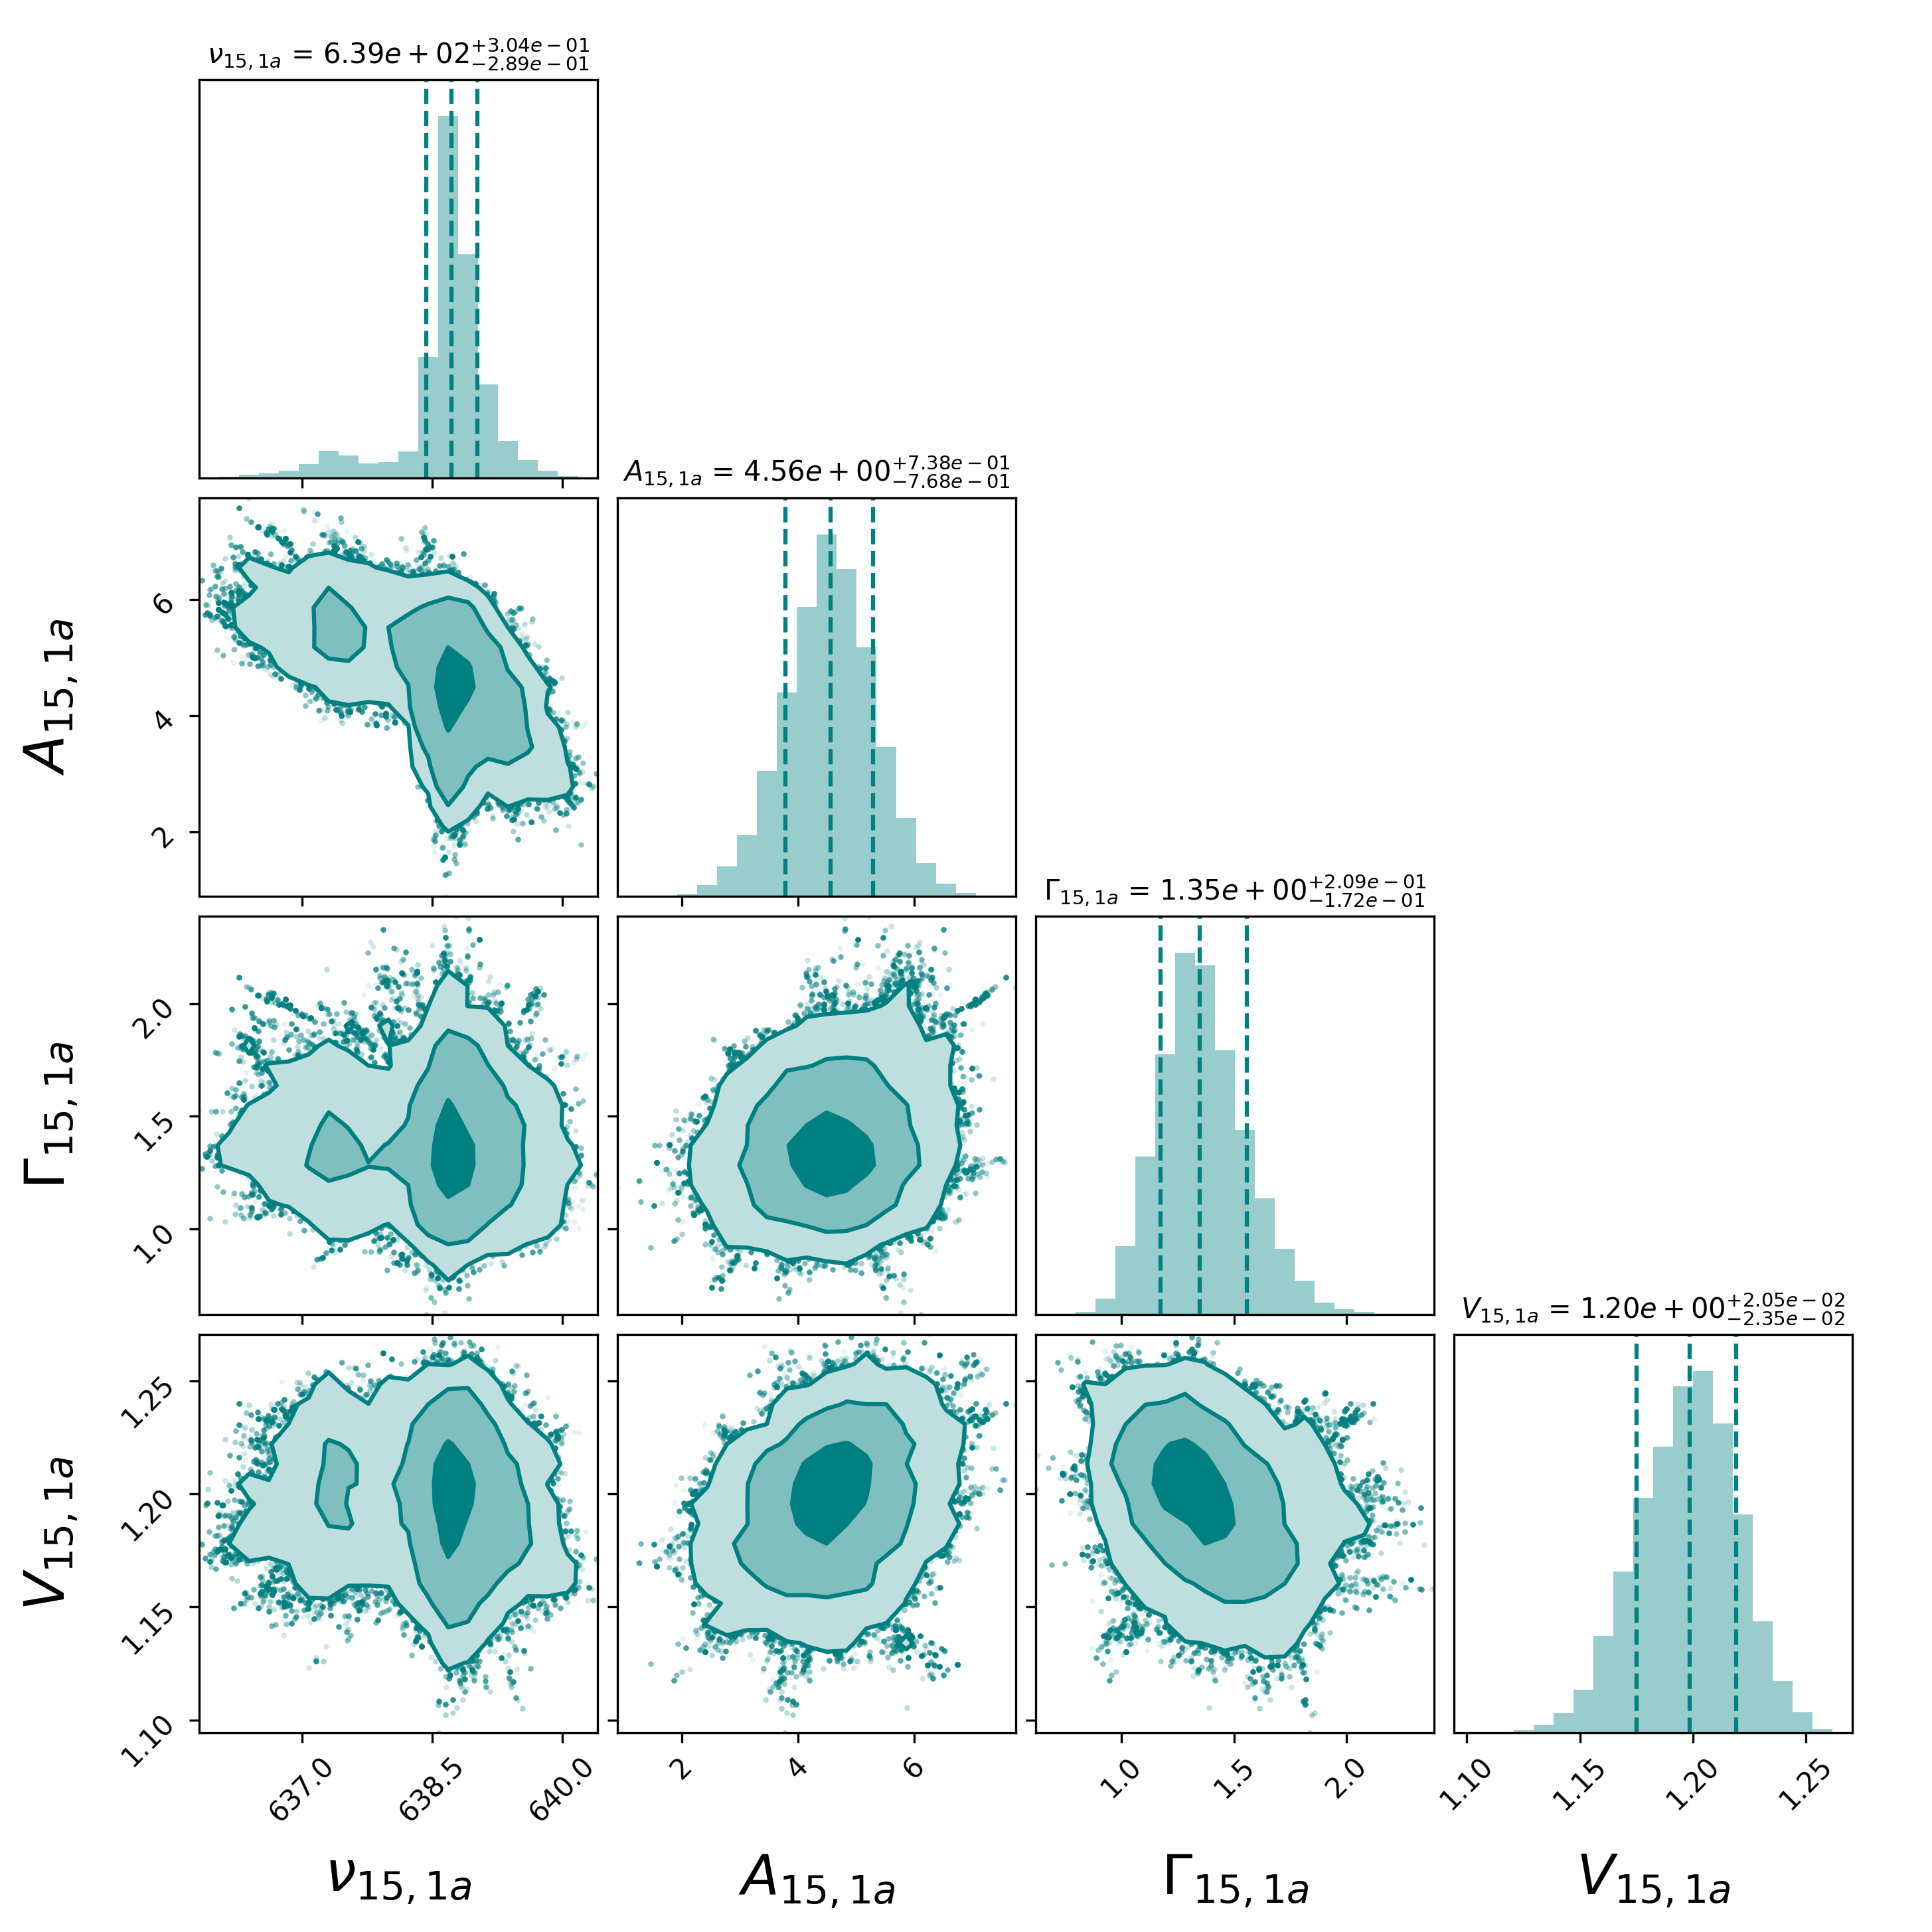 ν15, 1a = 6.39e + 02 +3.04e − 01 −2.89e − 01
A15, 1a = 4.56e + 00 +7.38e − 01 −7.68e − 01
6
4
2
A15, 1a
Γ15, 1a = 1.35e + 00 +2.09e − 01 −1.72e − 01
2.0
1.5
1.0
Γ15, 1a
V15, 1a = 1.20e + 00 +2.05e − 02 −2.35e − 02
1.25
1.20
1.15
1.10
V15, 1a
637.0 638.5 640.0 2 4 6 1.0 1.5 2.0 1.10 1.15 1.20 1.25
ν15, 1a A15, 1a Γ15, 1a V15, 1a